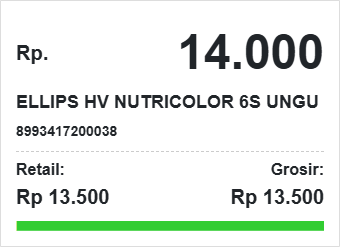 Rp. 14.000
ELLIPS HV NUTRICOLOR 6S UNGU
8993417200038
Retail: Grosir:
Rp 13.500 Rp 13.500